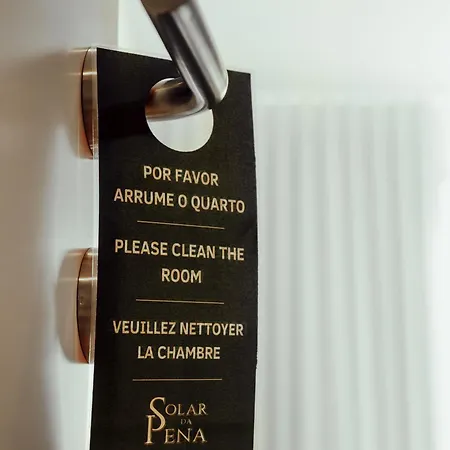 POR FAVOR
ARRUME O QUARTO
PLEASE CLEAN THE
ROOM
VEUILLEZ NETTOYER
LA CHAMBRE
SOLAR
DA
PENA